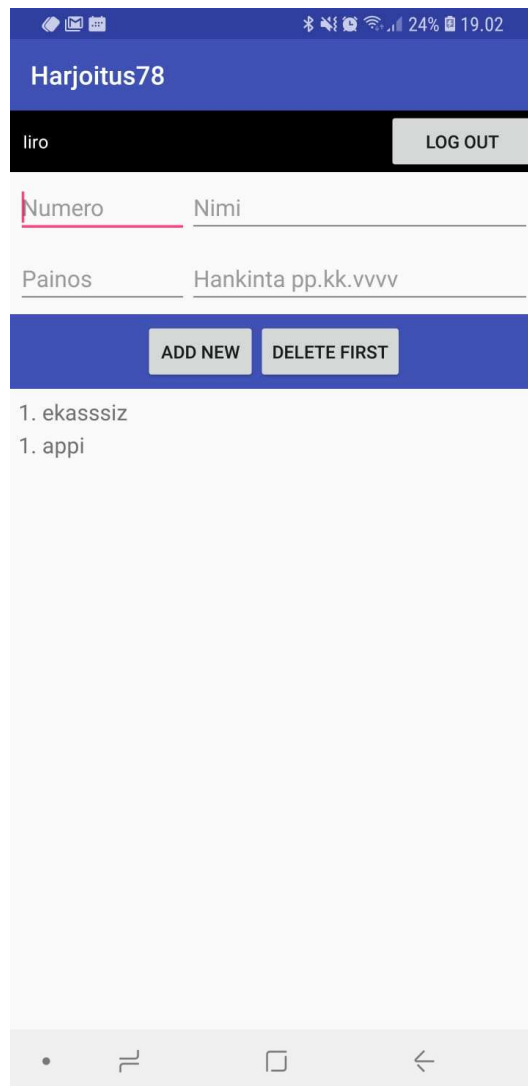 24% 19.02
Harjoitus78
Iiro LOG OUT
Numero Nimi
Painos Hankinta pp.kk.vvvv
ADD NEW DELETE FIRST
1. ekasssiz
1. appi